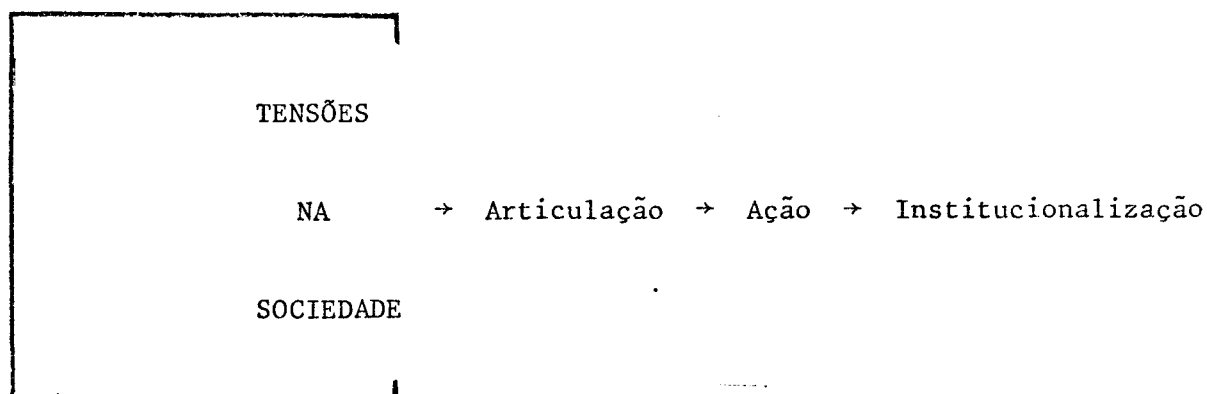 TENSÕES
NA → Articulação → Ação → Institucionalização
SOCIEDADE